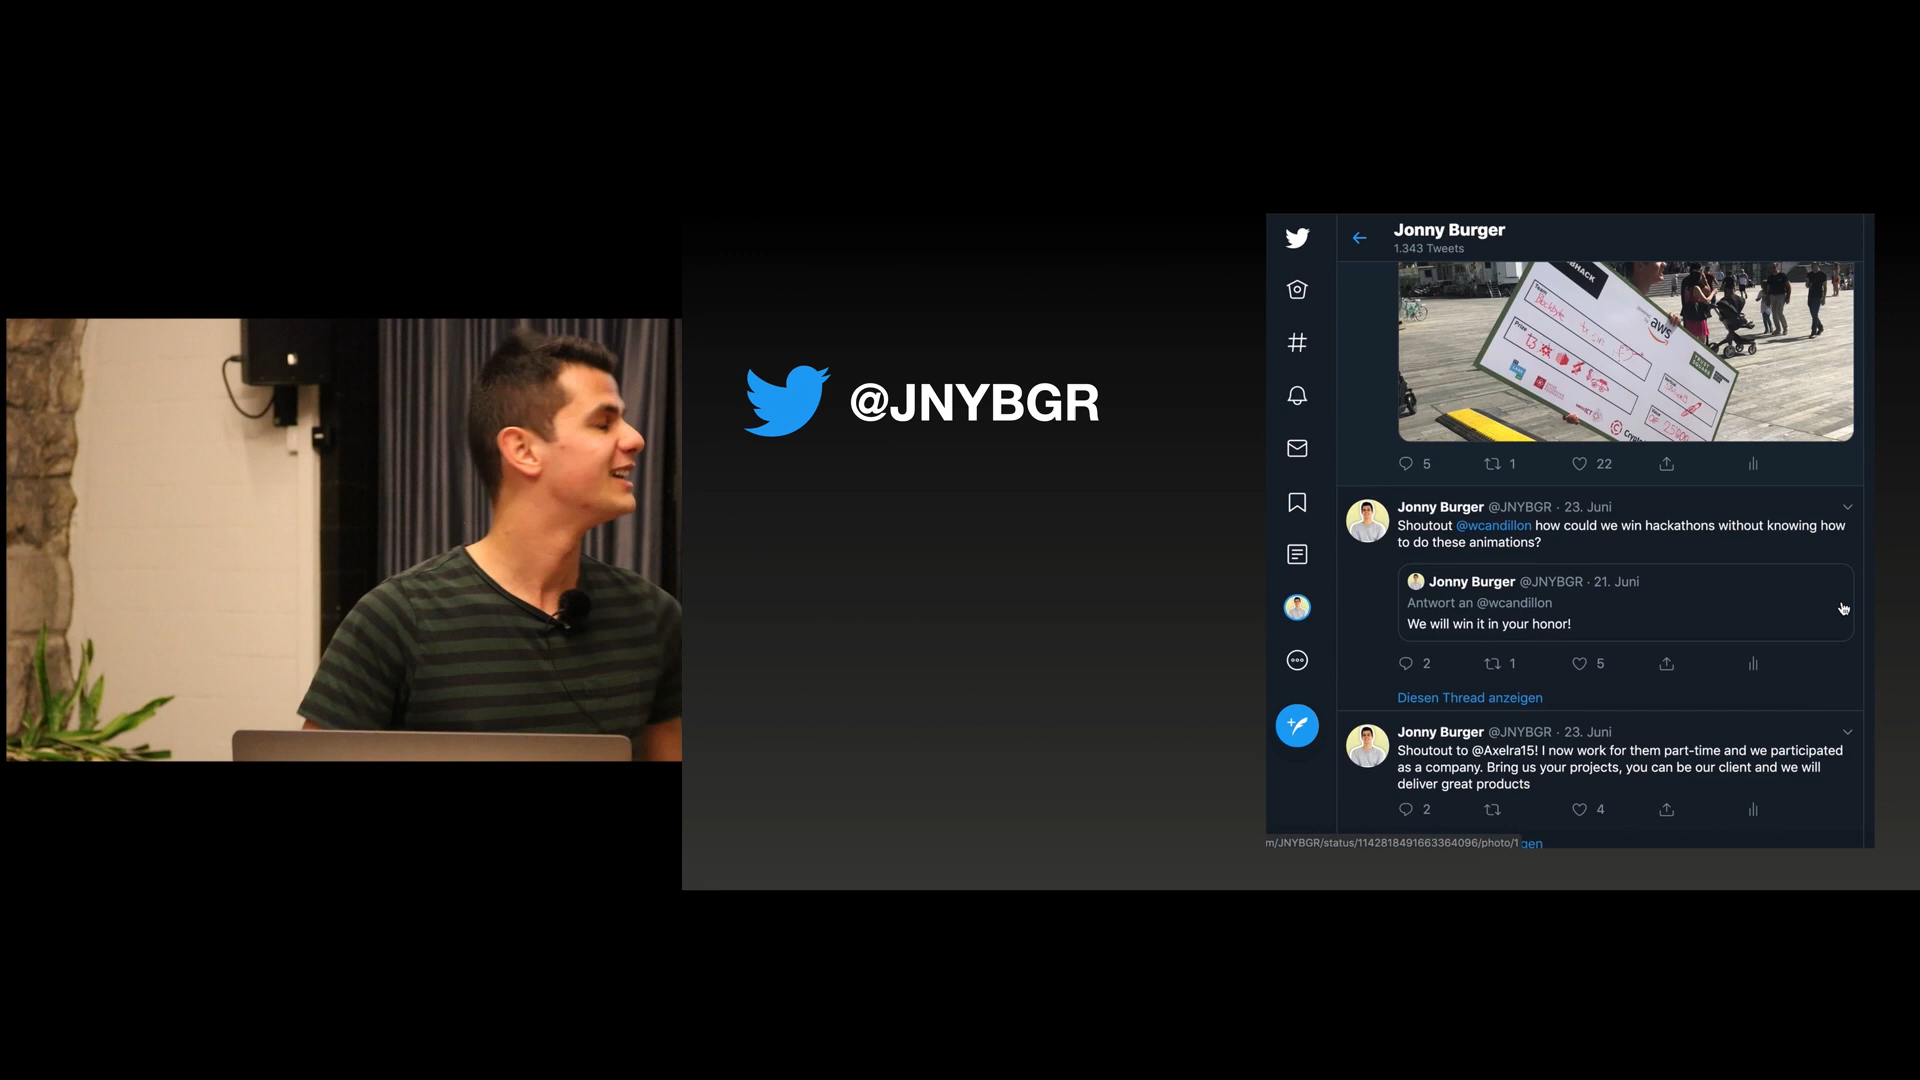 @JNYBGR
Jonny Burger
1.343 Tweets
Team
Prize
aws
5
1
22
Jonny Burger @JNYBGR · 23. Juni
Shoutout @wcandillon how could we win hackathons without knowing how
to do these animations?
Jonny Burger @JNYBGR · 21. Juni
Antwort an @wcandillon
We will win it in your honor!
2
1
5
Diesen Thread anzeigen
Jonny Burger @JNYBGR · 23. Juni
Shoutout to @Axelra15! I now work for them part-time and we participated
as a company. Bring us your projects, you can be our client and we will
deliver great products
2
4
m/JNYBGR/status/1142818491663364096/photo/1